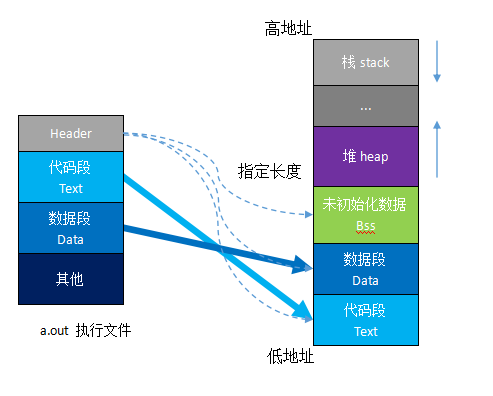 高地址
栈 stack
...
堆 heap
指定长度
未初始化数据
Bss
数据段
Data
代码段
Text
低地址
Header
代码段
Text
数据段
Data
其他
a.out 执行文件